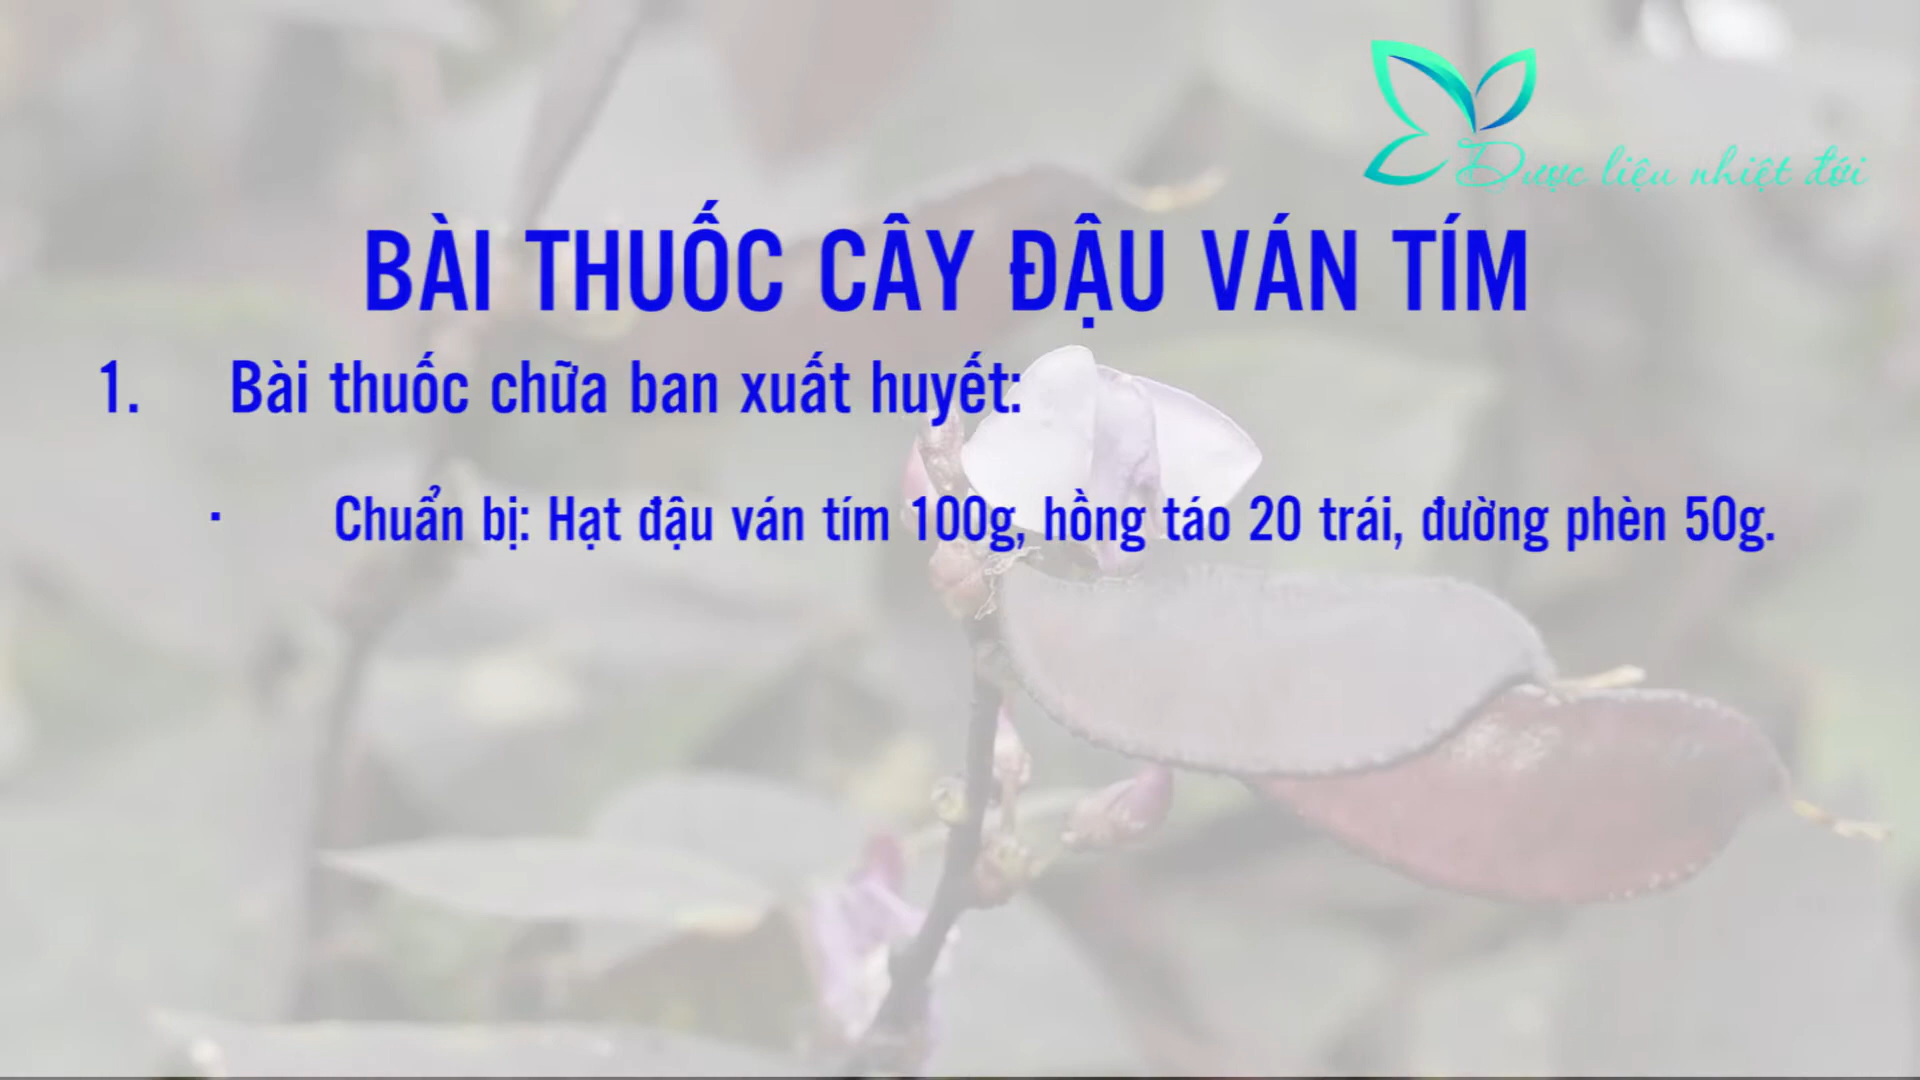 Dược liệu nhiệt đới
BÀI THUỐC CÂY ĐẬU VÁN TÍM
1. Bài thuốc chữa ban xuất huyết:
· Chuẩn bị: Hạt đậu ván tím 100g, hồng táo 20 trái, đường phèn 50g.